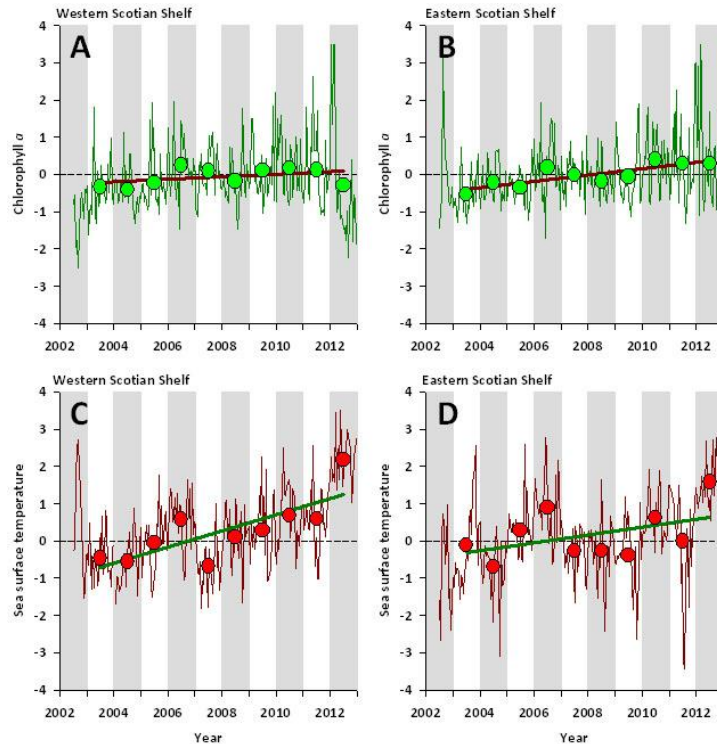 Western Scotian Shelf
Eastern Scotian Shelf
A
B
4
3
2
1
0
-1
-2
-3
-4
Chlorophyll a
2002 2004 2006 2008 2010 2012
4
3
2
1
0
-1
-2
-3
-4
Chlorophyll a
2002 2004 2006 2008 2010 2012
Western Scotian Shelf
Eastern Scotian Shelf
C
D
4
3
2
1
0
-1
-2
-3
-4
Sea surface temperature
2002 2004 2006 2008 2010 2012
Year
4
3
2
1
0
-1
-2
-3
-4
Sea surface temperature
2002 2004 2006 2008 2010 2012
Year